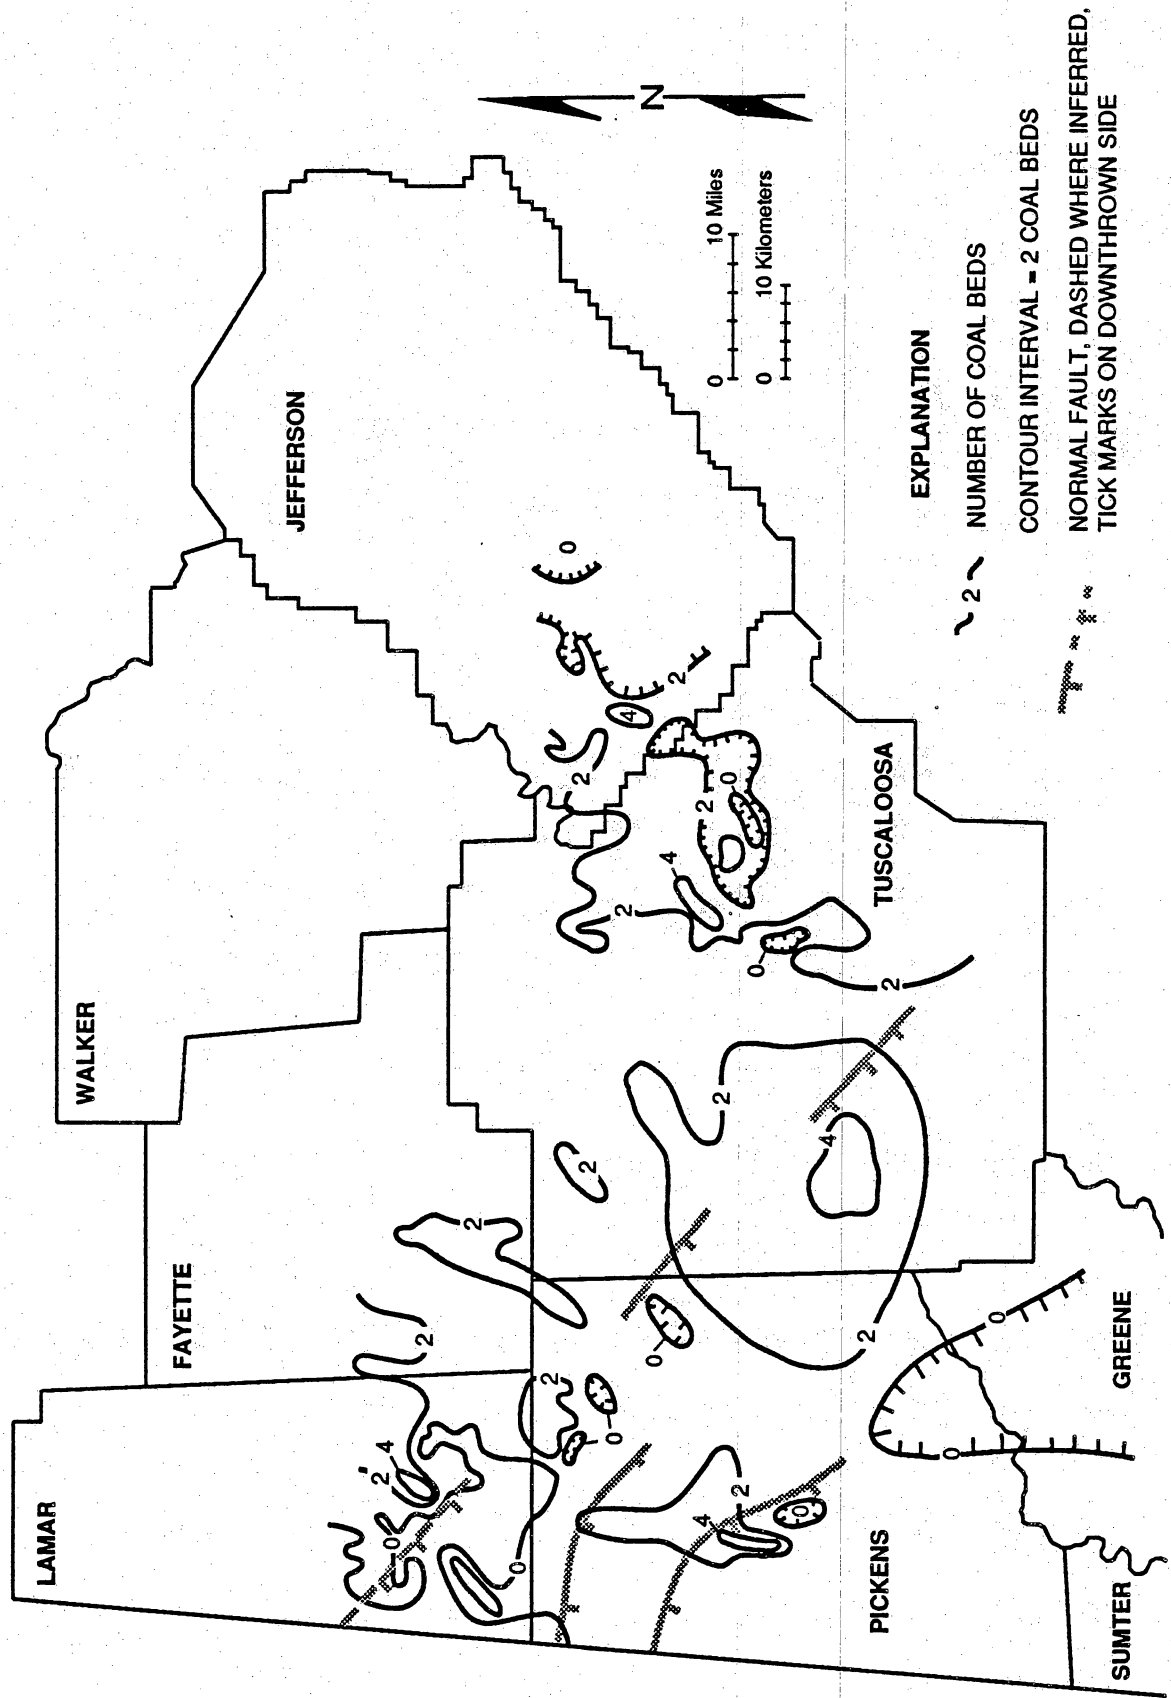 LAMAR
FAYETTE
WALKER
JEFFERSON
PICKENS
TUSCALOOSA
SUMTER
GREENE
N
0 10 Miles
0 10 Kilometers
2
4
0
0
2
2
0
2
0
0
2
4
0
0
2
2
4
2
2
0
0
2
0
2
4
2
0
2
4
2
0
EXPLANATION
2 NUMBER OF COAL BEDS
CONTOUR INTERVAL = 2 COAL BEDS
NORMAL FAULT, DASHED WHERE INFERRED,
TICK MARKS ON DOWNTHROWN SIDE